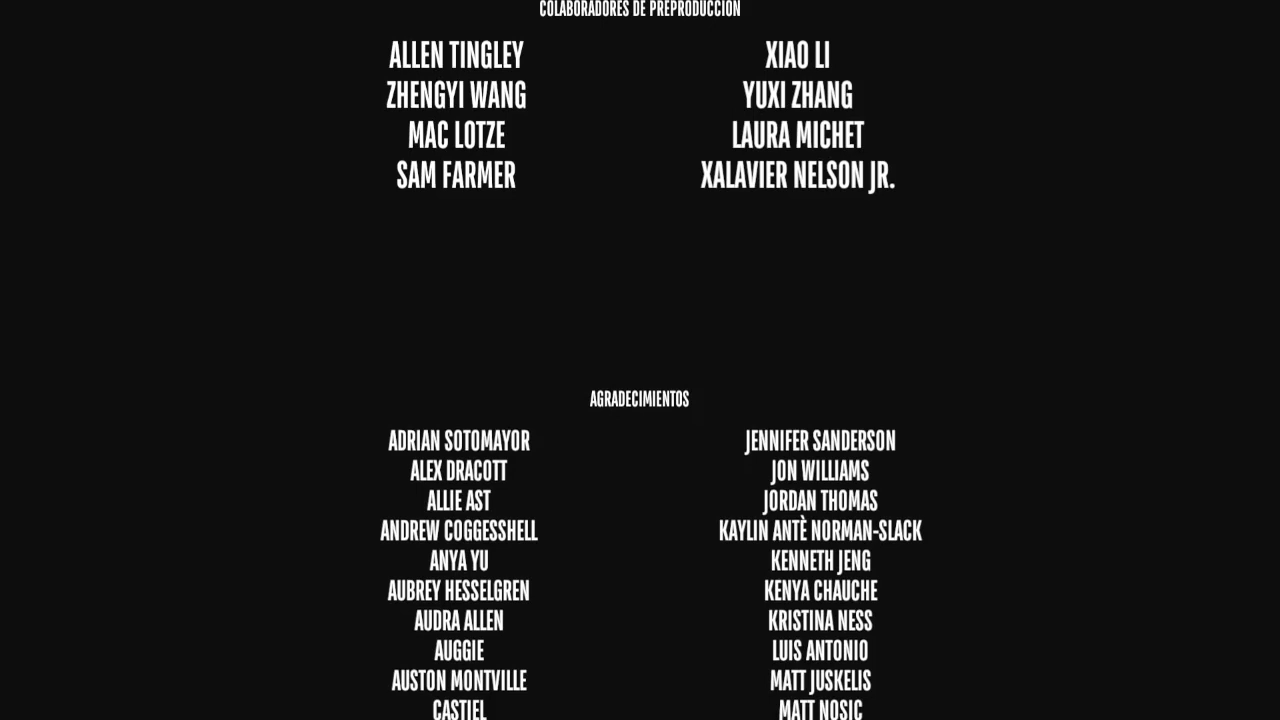 COLABORADORES DE PREPRODUCCIÓN
ALLEN TINGLEY XIAO LI
ZHENGYI WANG YUXI ZHANG
MAC LOTZE LAURA MICHET
SAM FARMER XALAVIER NELSON JR.
AGRADECIMIENTOS
ADRIAN SOTOMAYOR JENNIFER SANDERSON
ALEX DRACOTT JON WILLIAMS
ALLIE AST JORDAN THOMAS
ANDREW COGGESSHELL KAYLIN ANTÈ NORMAN-SLACK
ANYA YU KENNETH JENG
AUBREY HESSELGREN KENYA CHAUCHE
AUDRA ALLEN KRISTINA NESS
AUGGIE LUIS ANTONIO
AUSTON MONTVILLE MATT JUSKELIS
CASTIEL MATT NOSIC